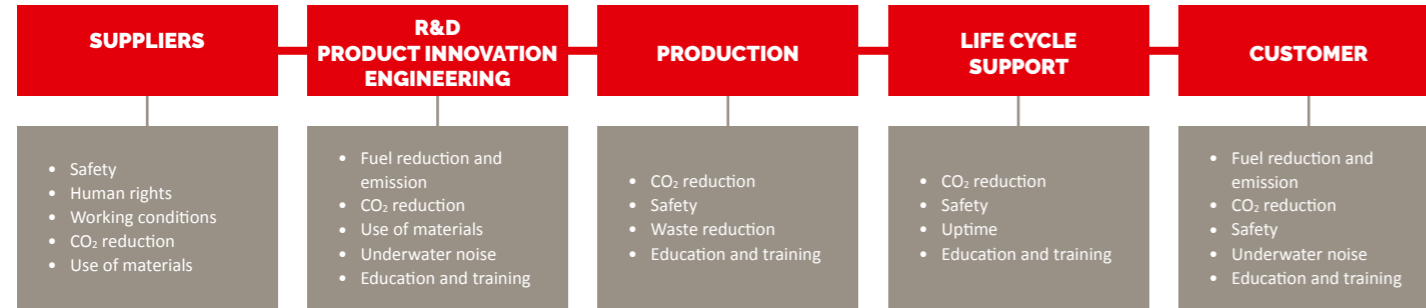 SUPPLIERS
• Safety
• Human rights
• Working conditions
• CO₂ reduction
• Use of materials
R&D
PRODUCT INNOVATION
ENGINEERING
• Fuel reduction and
emission
• CO₂ reduction
• Use of materials
• Underwater noise
• Education and training
PRODUCTION
• CO₂ reduction
• Safety
• Waste reduction
• Education and training
LIFE CYCLE
SUPPORT
• CO₂ reduction
• Safety
• Uptime
• Education and training
CUSTOMER
• Fuel reduction and
emission
• CO₂ reduction
• Safety
• Underwater noise
• Education and training